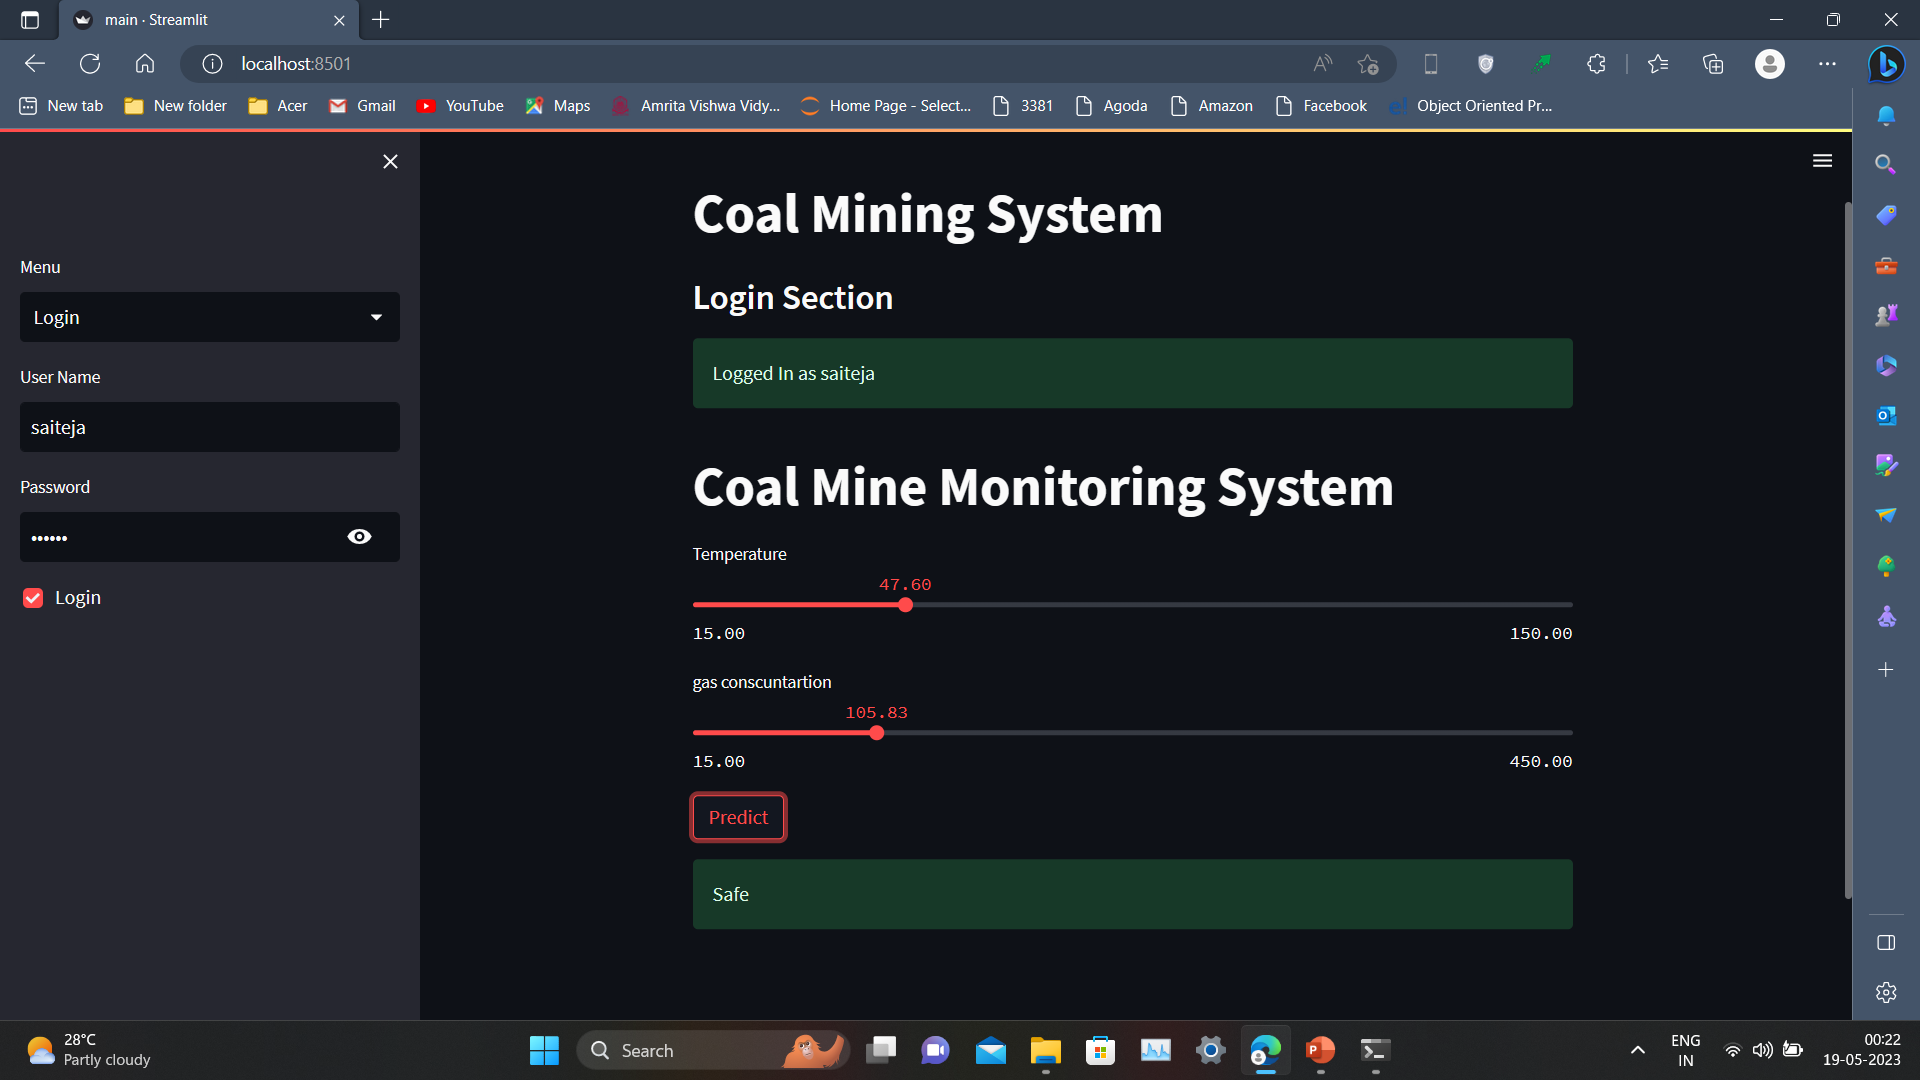 main · Streamlit
localhost:8501
New tab
New folder
Acer
Gmail
YouTube
Maps
Amrita Vishwa Vidy...
Home Page - Select...
3381
Agoda
Amazon
Facebook
Object Oriented Pr...
Menu
Login
User Name
saiteja
Password
••••••
Login
Coal Mining System
Login Section
Logged In as saiteja
Coal Mine Monitoring System
Temperature
47.60
15.00 150.00
gas conscuntartion
105.83
15.00 450.00
Predict
Safe
28°C
Partly cloudy
Search
ENG
IN
00:22
19-05-2023